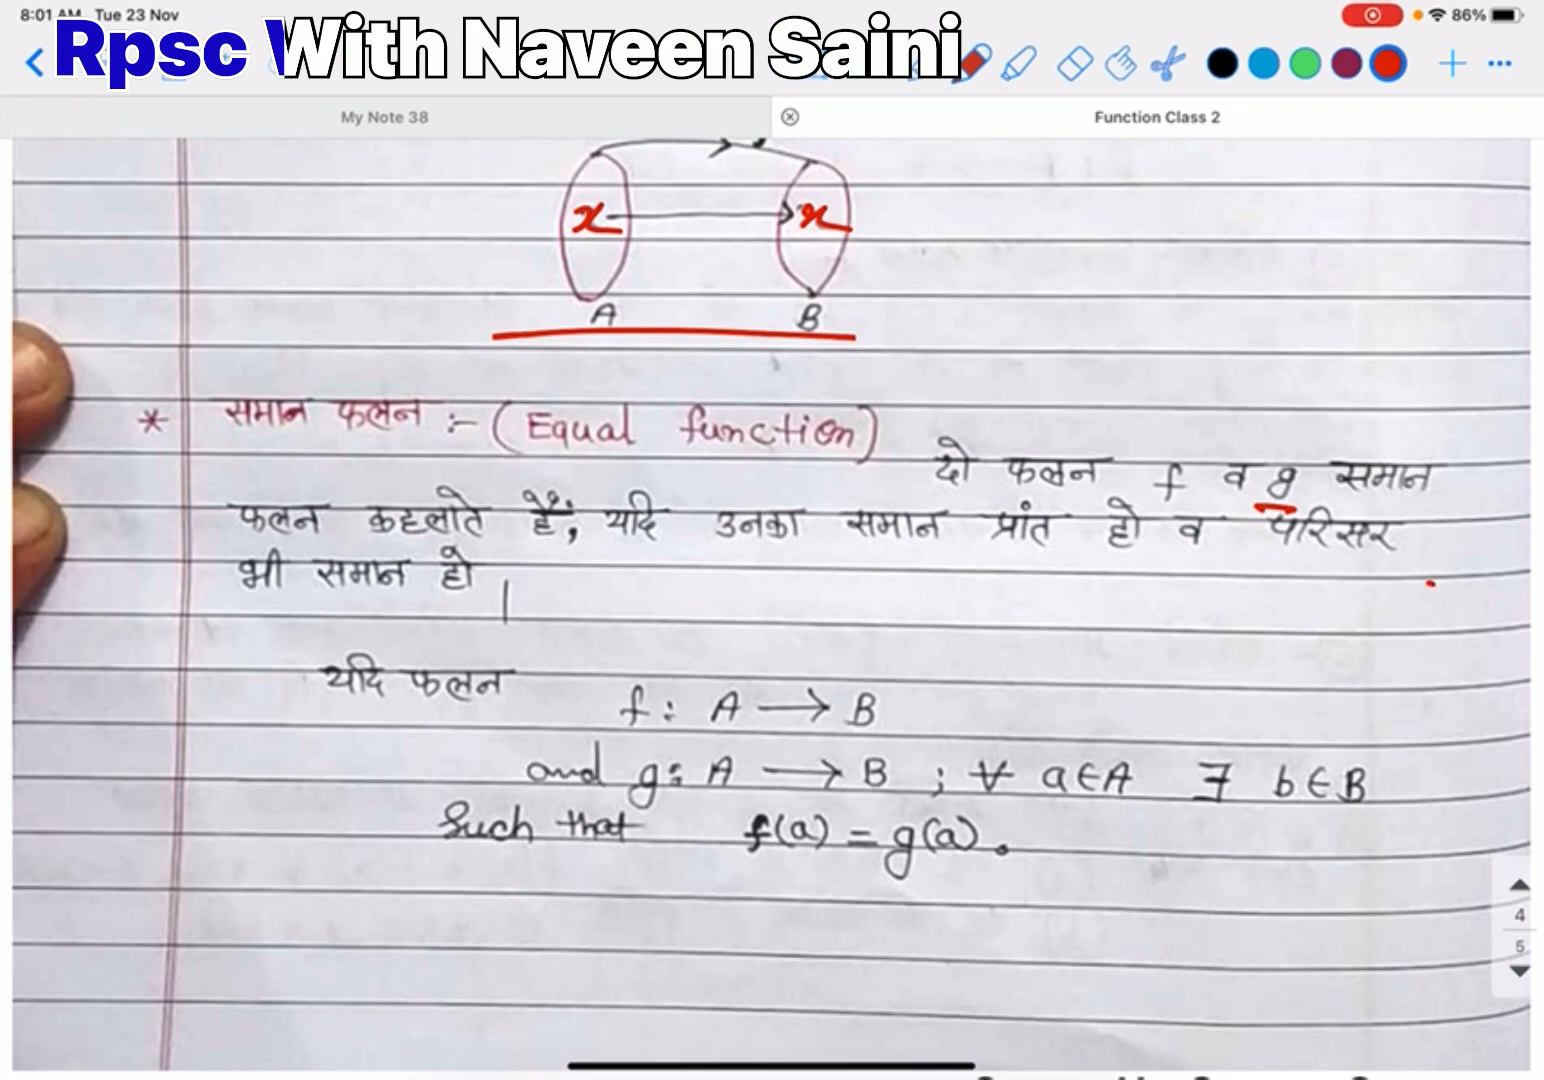 8:01 AM Tue 23 Nov
86%
Rpsc With Naveen Saini
My Note 38
Function Class 2
x x
A B
* समान फलन :- (Equal function)
दो फलन f व g समान
फलन कहलाते हैं, यदि उनका समान प्रांत हो व परिसर
भी समान हो |
यदि फलन
f : A → B
and g : A → B ; ∀ a∈A ∃ b∈B
Such that f(a) = g(a).
4
5